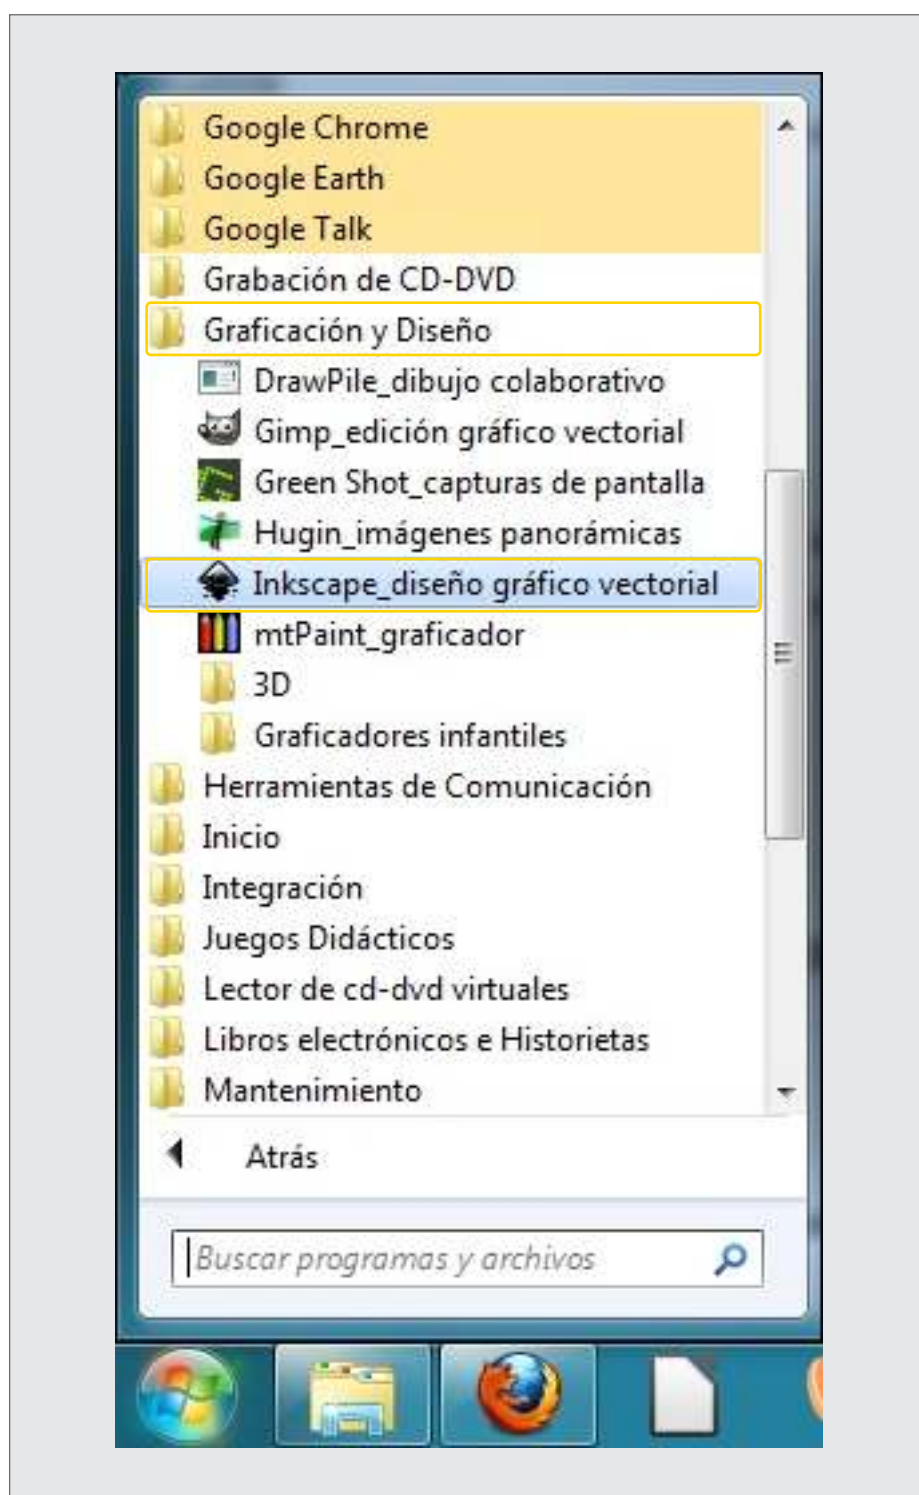 Google Chrome
Google Earth
Google Talk
Grabación de CD-DVD
Graficación y Diseño
DrawPile_dibujo colaborativo
Gimp_edición gráfico vectorial
Green Shot_capturas de pantalla
Hugin_imágenes panorámicas
Inkscape_diseño gráfico vectorial
mtPaint_graficador
3D
Graficadores infantiles
Herramientas de Comunicación
Inicio
Integración
Juegos Didácticos
Lector de cd-dvd virtuales
Libros electrónicos e Historietas
Mantenimiento
Atrás
Buscar programas y archivos